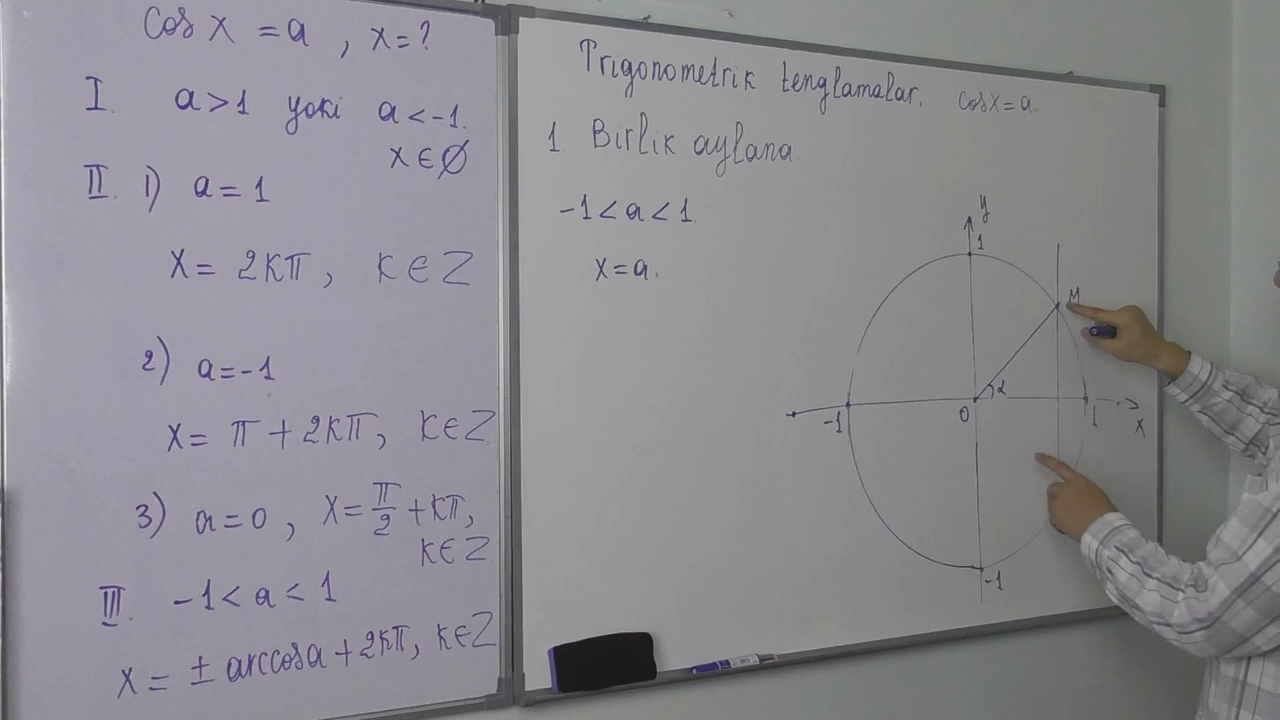 cos x = a , x = ?
I. a > 1 yoki a < -1.
x ∈ ∅
II. 1) a = 1
x = 2kπ, k ∈ Z
2) a = -1
x = π + 2kπ, k ∈ Z
3) a = 0 , x = π/2 + kπ,
k ∈ Z
III. -1 < a < 1
x = ± arccos a + 2kπ, k ∈ Z
Trigonometrik tenglamalar. cos x = a.
1. Birlik aylana
-1 < a < 1.
x = a.
y
1
M
α
-1
O
1
x
-1